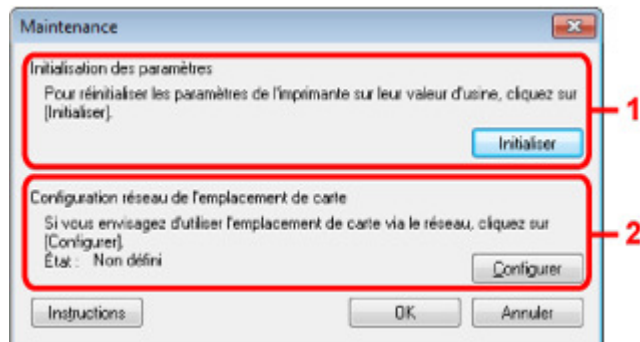 Maintenance
Initialisation des paramètres
Pour réinitialiser les paramètres de l'imprimante sur leur valeur d'usine, cliquez sur
[Initialiser].
Initialiser
1
Configuration réseau de l'emplacement de carte
Si vous envisagez d'utiliser l'emplacement de carte via le réseau, cliquez sur
[Configurer].
État : Non défini
Configurer
2
Instructions
OK
Annuler